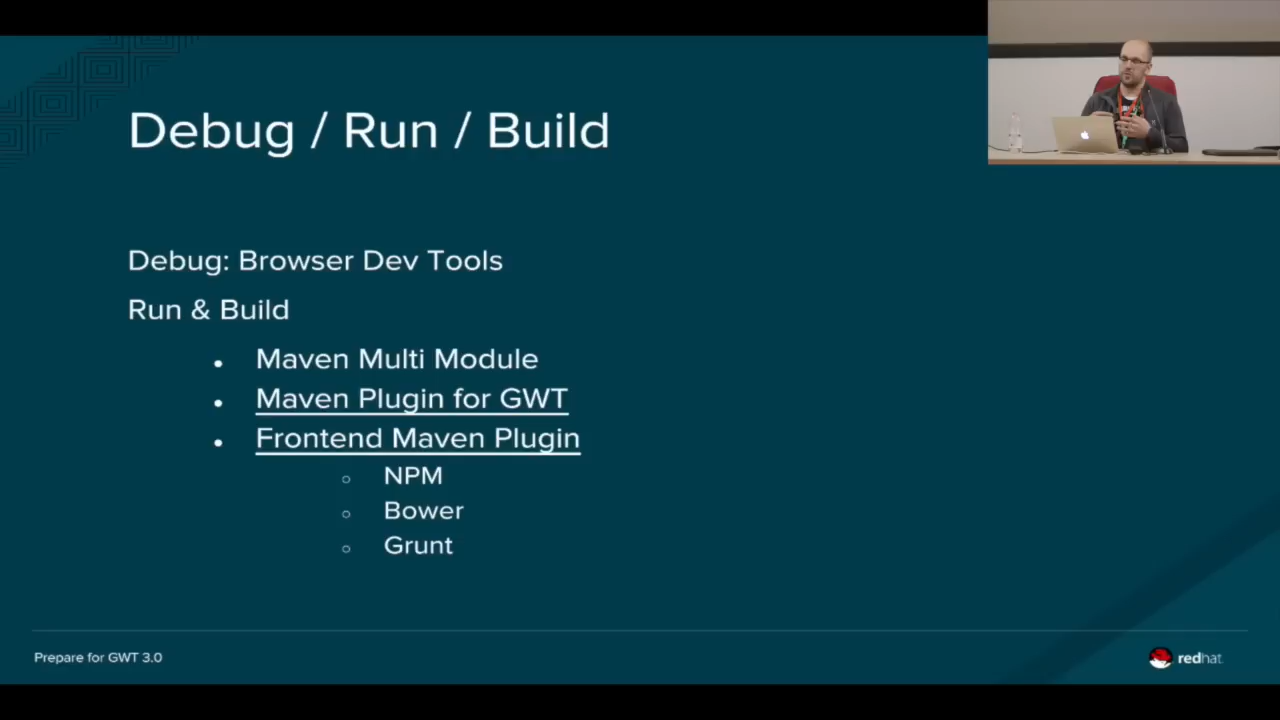 Debug / Run / Build
Debug: Browser Dev Tools
Run & Build
Maven Multi Module
Maven Plugin for GWT
Frontend Maven Plugin
NPM
Bower
Grunt
Prepare for GWT 3.0
redhat.